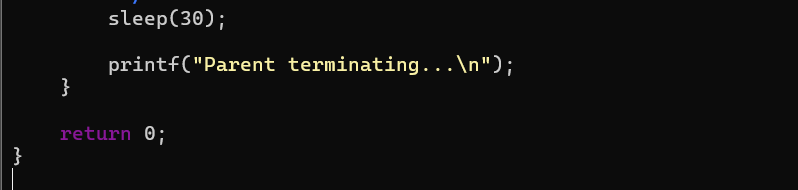 sleep(30);
printf("Parent terminating...\n");
}
return 0;
}